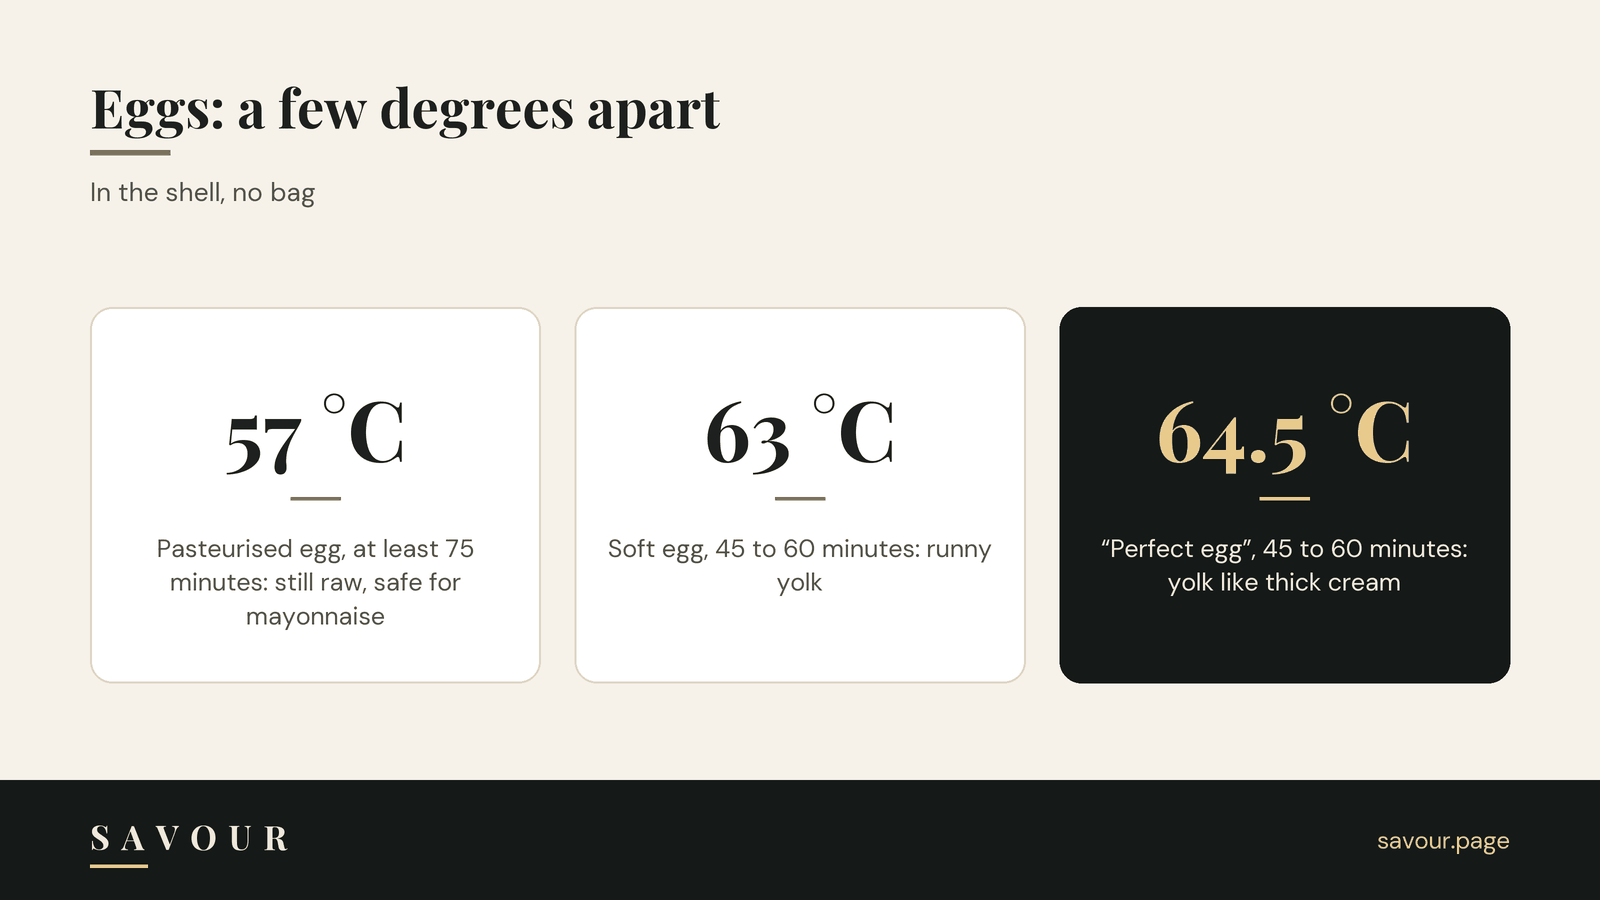 Eggs: a few degrees apart
In the shell, no bag
57 °C
Pasteurised egg, at least 75
minutes: still raw, safe for
mayonnaise
63 °C
Soft egg, 45 to 60 minutes: runny
yolk
64.5 °C
“Perfect egg”, 45 to 60 minutes:
yolk like thick cream
SAVOUR
savour.page